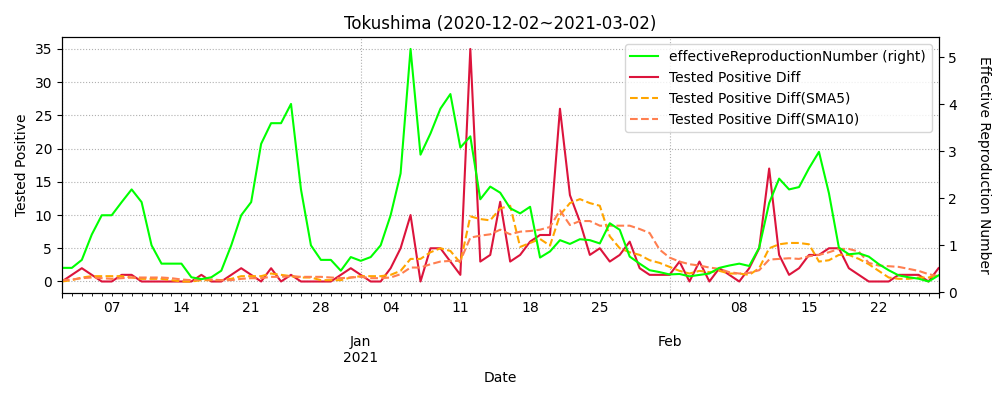 Tokushima (2020-12-02~2021-03-02)
effectiveReproductionNumber (right)
Tested Positive Diff
Tested Positive Diff(SMA5)
Tested Positive Diff(SMA10)
Tested Positive
35
30
25
20
15
10
5
0
5
4
3
2
1
0
Effective Reproduction Number
07 14 21 28 04 11 18 25 08 15 22
Jan Feb
2021
Date